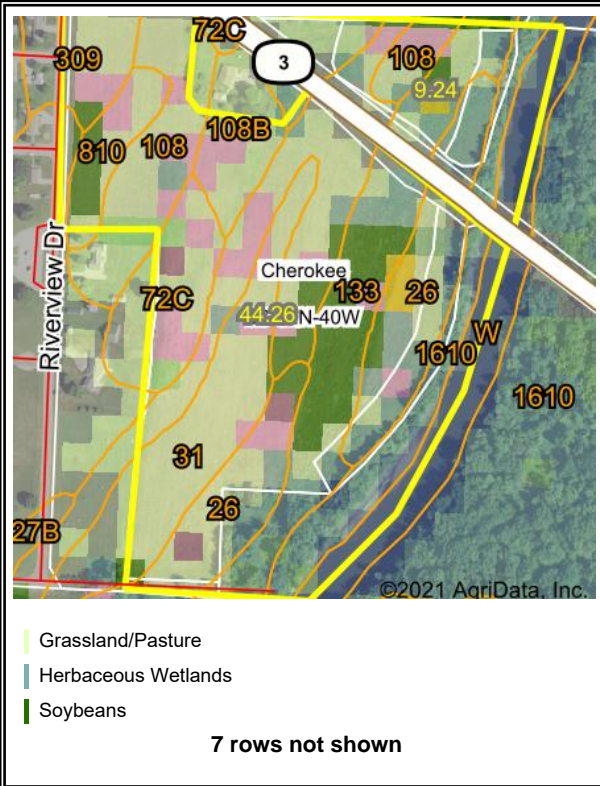 72C
309
3
108
9.24
108B
810
108
Riverview Dr
Cherokee
72C
133
26
44.26
N-40W
W
1610
1610
31
26
27B
©2021 AgriData, Inc.
Grassland/Pasture
Herbaceous Wetlands
Soybeans
7 rows not shown